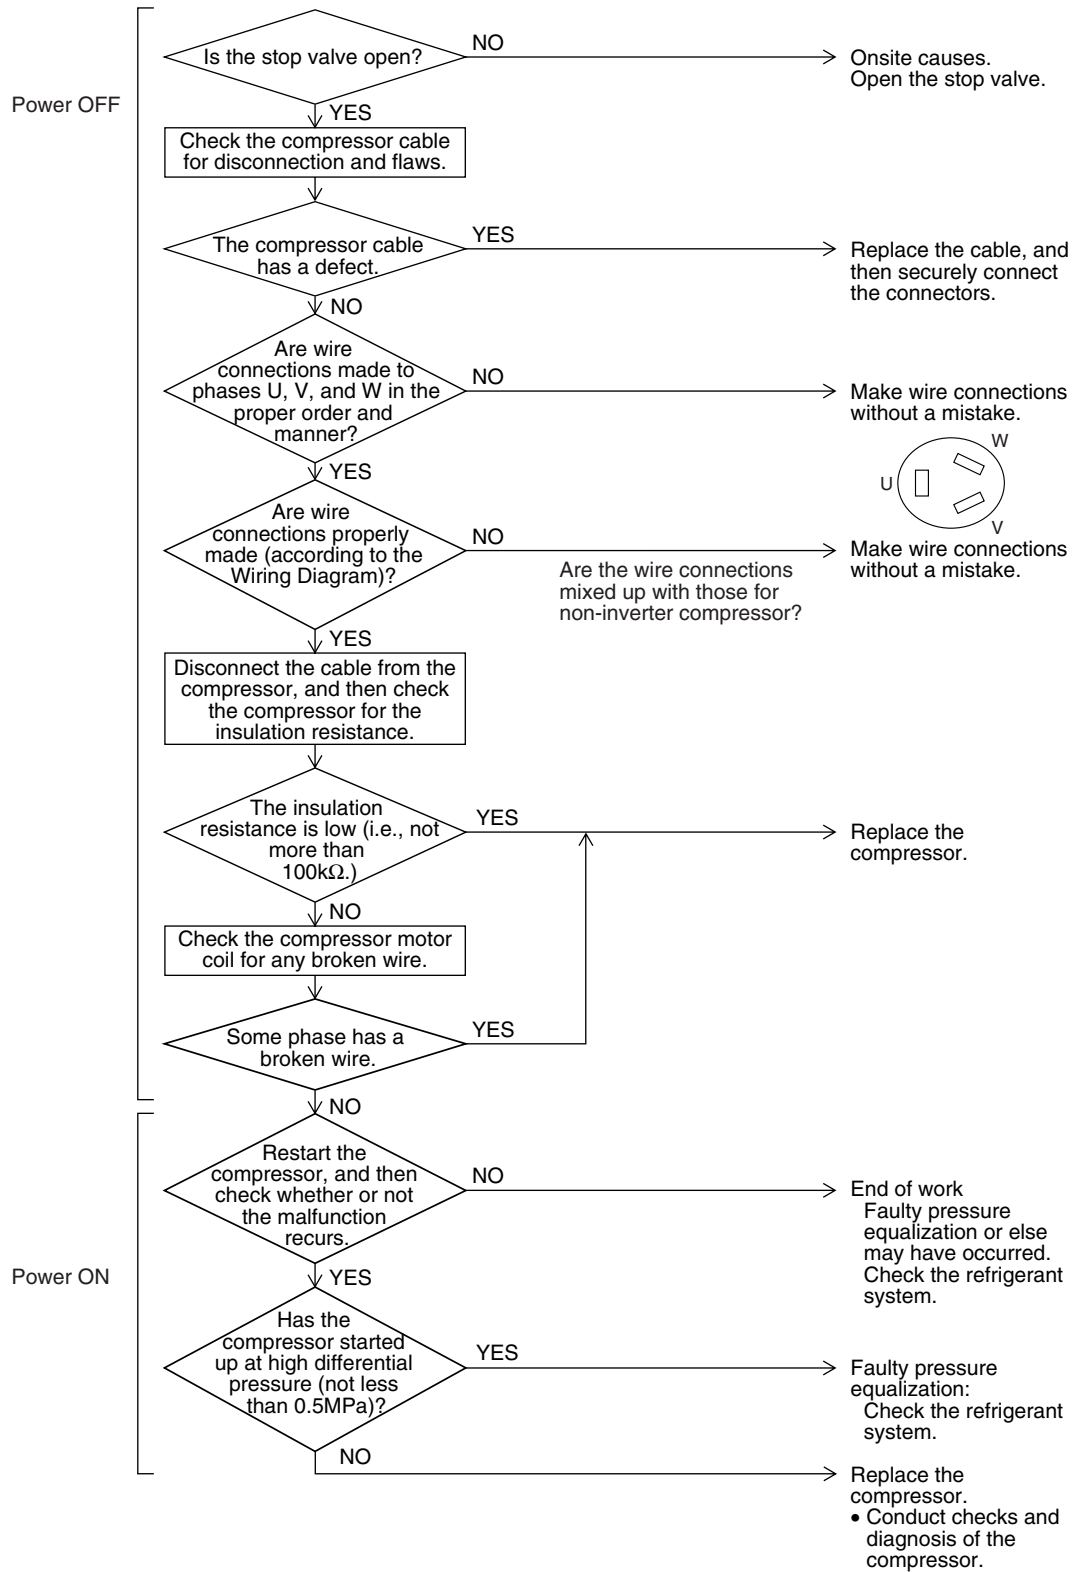 Power OFF
Is the stop valve open?
NO
Onsite causes.
Open the stop valve.
YES
Check the compressor cable
for disconnection and flaws.
The compressor cable
has a defect.
YES
Replace the cable, and
then securely connect
the connectors.
NO
Are wire
connections made to
phases U, V, and W in the
proper order and
manner?
NO
Make wire connections
without a mistake.
W
U
V
YES
Are wire
connections properly
made (according to the
Wiring Diagram)?
NO
Are the wire connections
mixed up with those for
non-inverter compressor?
Make wire connections
without a mistake.
YES
Disconnect the cable from the
compressor, and then check
the compressor for the
insulation resistance.
The insulation
resistance is low (i.e., not
more than
100kΩ.)
YES
Replace the
compressor.
NO
Check the compressor motor
coil for any broken wire.
Some phase has a
broken wire.
YES
NO
Power ON
Restart the
compressor, and then
check whether or not
the malfunction
recurs.
NO
End of work
Faulty pressure
equalization or else
may have occurred.
Check the refrigerant
system.
YES
Has the
compressor started
up at high differential
pressure (not less
than 0.5MPa)?
YES
Faulty pressure
equalization:
Check the refrigerant
system.
NO
Replace the
compressor.
• Conduct checks and
diagnosis of the
compressor.